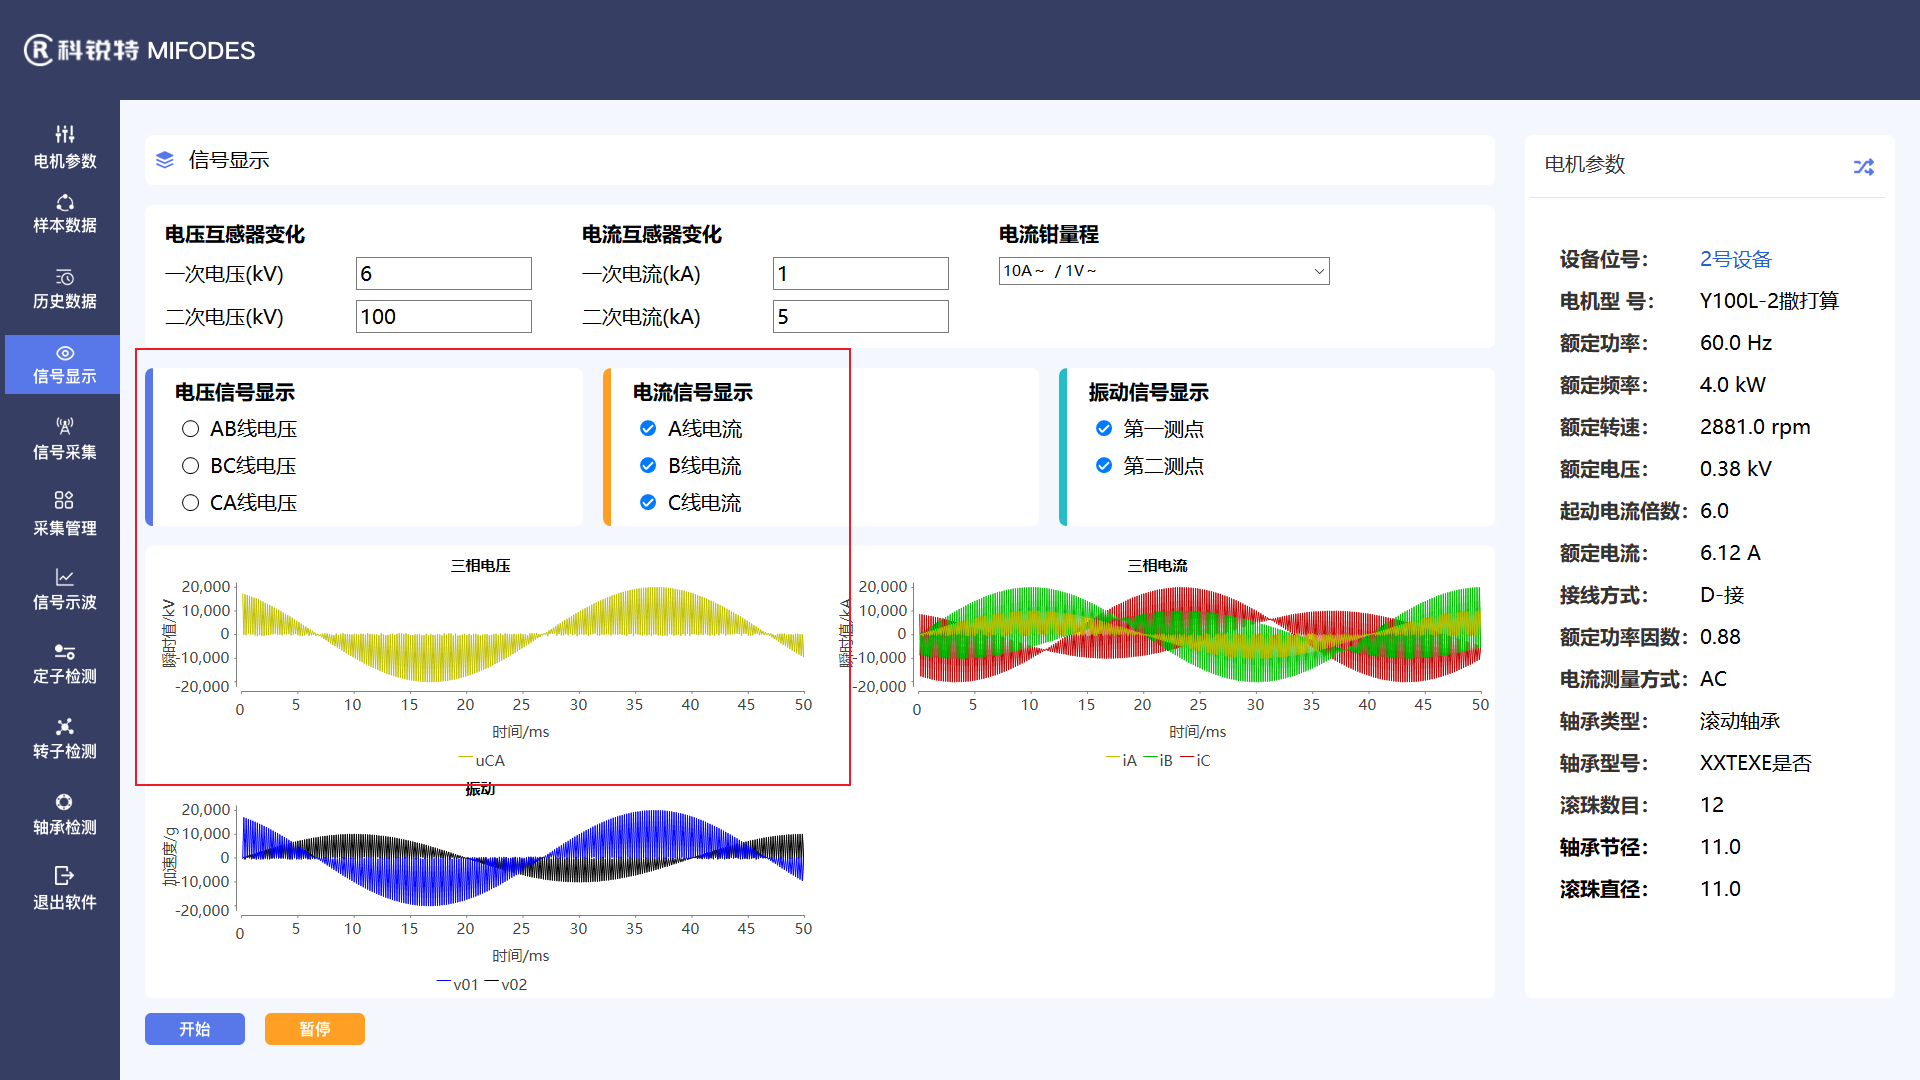 科锐特 MIFODES
电机参数
样本数据
历史数据
信号显示
信号采集
采集管理
信号示波
定子检测
转子检测
轴承检测
退出软件
信号显示
电压互感器变化
一次电压(kV)
6
二次电压(kV)
100
电流互感器变化
一次电流(kA)
1
二次电流(kA)
5
电流钳量程
10A～ / 1V～
电压信号显示
AB线电压
BC线电压
CA线电压
电流信号显示
A线电流
B线电流
C线电流
振动信号显示
第一测点
第二测点
三相电压
瞬时值/kV
20,000
10,000
0
-10,000
-20,000
0 5 10 15 20 25 30 35 40 45 50
时间/ms
uCA
三相电流
瞬时值/kA
20,000
10,000
0
-10,000
-20,000
0 5 10 15 20 25 30 35 40 45 50
时间/ms
iA iB iC
振动
加速度/g
20,000
10,000
0
-10,000
-20,000
0 5 10 15 20 25 30 35 40 45 50
时间/ms
v01 v02
开始
暂停
电机参数
设备位号： 2号设备
电机型 号： Y100L-2撒打算
额定功率： 60.0 Hz
额定频率： 4.0 kW
额定转速： 2881.0 rpm
额定电压： 0.38 kV
起动电流倍数： 6.0
额定电流： 6.12 A
接线方式： D-接
额定功率因数： 0.88
电流测量方式： AC
轴承类型： 滚动轴承
轴承型号： XXTEXE是否
滚珠数目： 12
轴承节径： 11.0
滚珠直径： 11.0